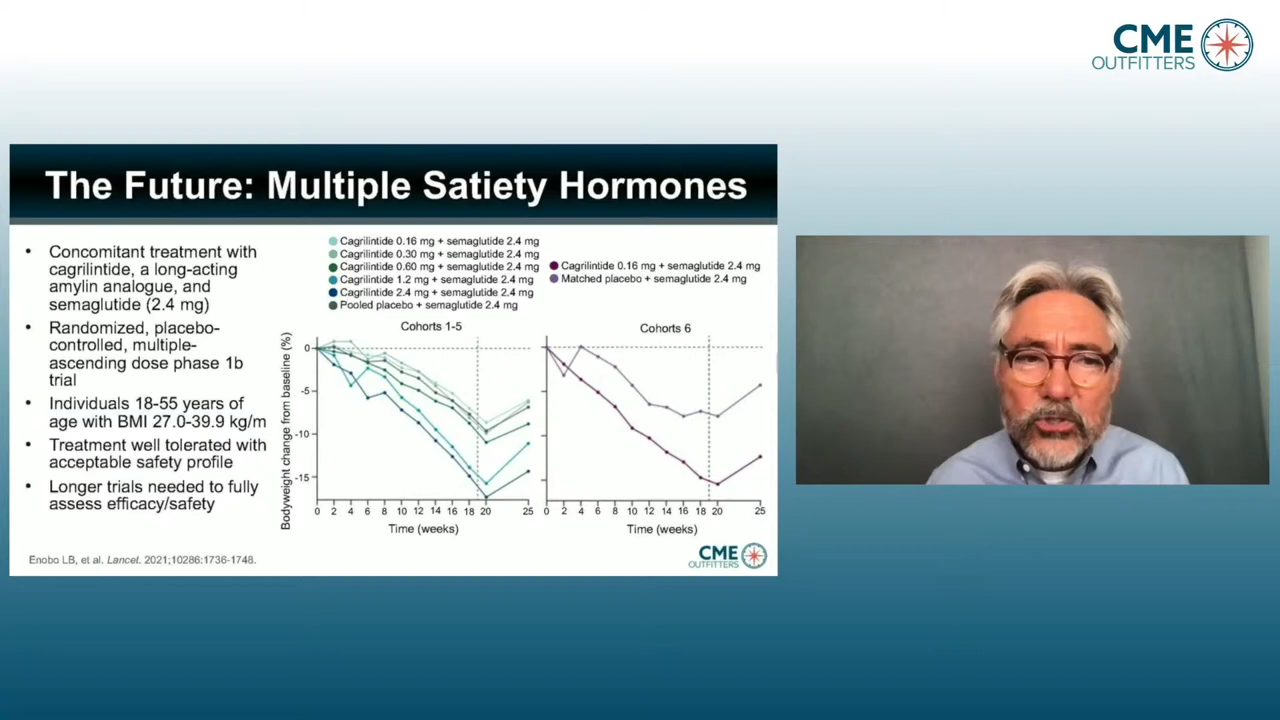 CME
OUTFITTERS
The Future: Multiple Satiety Hormones
• Concomitant treatment with
cagrilintide, a long-acting
amylin analogue, and
semaglutide (2.4 mg)
• Randomized, placebo-
controlled, multiple-
ascending dose phase 1b
trial
• Individuals 18-55 years of
age with BMI 27.0-39.9 kg/m
• Treatment well tolerated with
acceptable safety profile
• Longer trials needed to fully
assess efficacy/safety
Cagrilintide 0.16 mg + semaglutide 2.4 mg
Cagrilintide 0.30 mg + semaglutide 2.4 mg
Cagrilintide 0.60 mg + semaglutide 2.4 mg
Cagrilintide 1.2 mg + semaglutide 2.4 mg
Cagrilintide 2.4 mg + semaglutide 2.4 mg
Pooled placebo + semaglutide 2.4 mg
Cagrilintide 0.16 mg + semaglutide 2.4 mg
Matched placebo + semaglutide 2.4 mg
Cohorts 1-5
Bodyweight change from baseline (%)
0
-5
-10
-15
0 2 4 6 8 10 12 14 16 18 20 25
Time (weeks)
Cohorts 6
0 2 4 6 8 10 12 14 16 18 20 25
Time (weeks)
Enobo LB, et al. Lancel. 2021;10286:1736-1748.
CME
OUTFITTERS